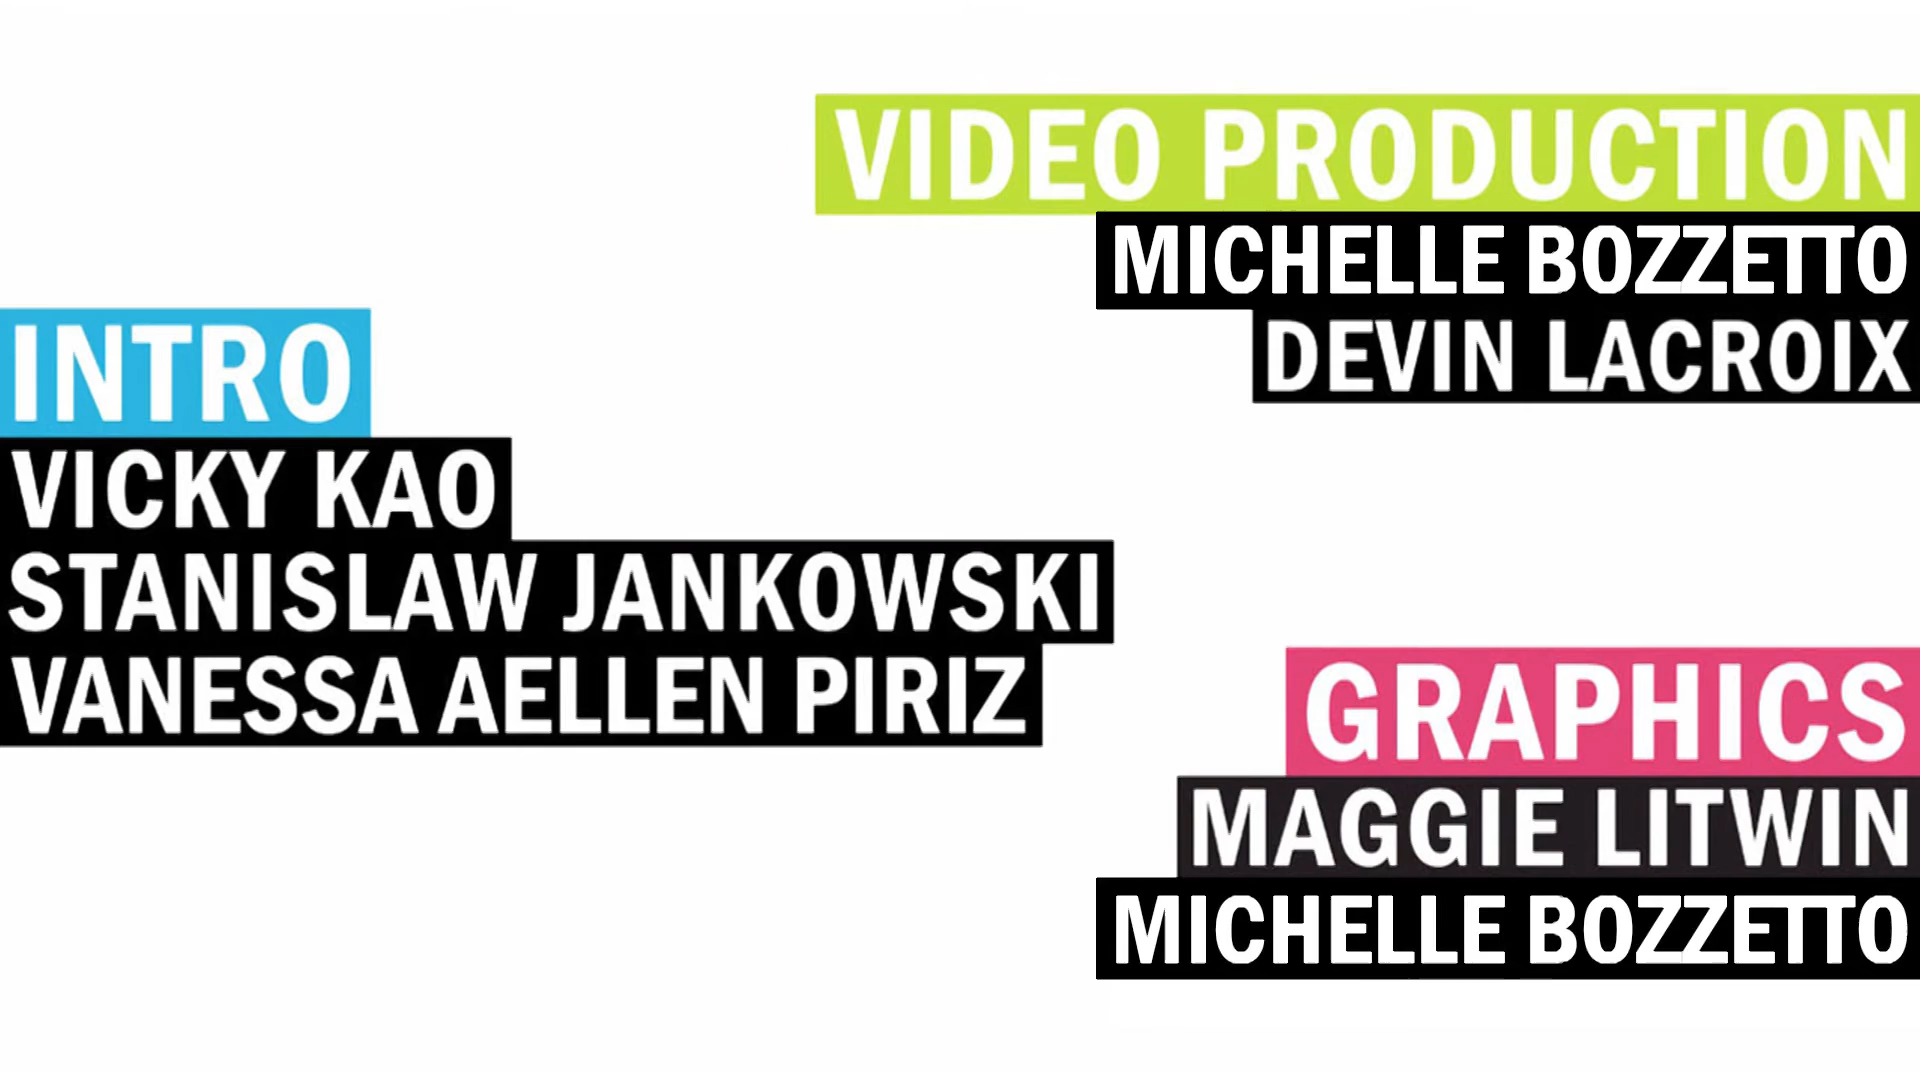 VIDEO PRODUCTION
MICHELLE BOZZETTO
DEVIN LACROIX
INTRO
VICKY KAO
STANISLAW JANKOWSKI
VANESSA AELLEN PIRIZ
GRAPHICS
MAGGIE LITWIN
MICHELLE BOZZETTO